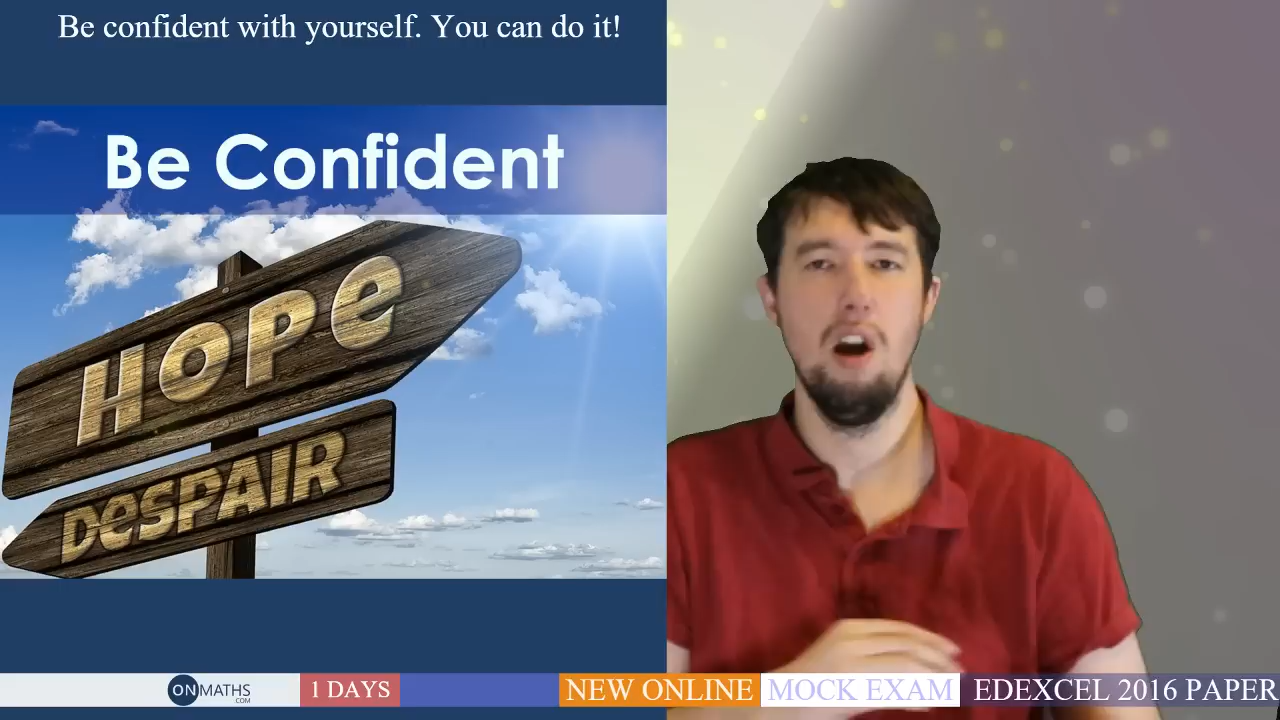 Be confident with yourself. You can do it!
Be Confident
HOPe
DeSPAIR
ONMATHS
.COM
1 DAYS
NEW ONLINE MOCK EXAM EDEXCEL 2016 PAPER